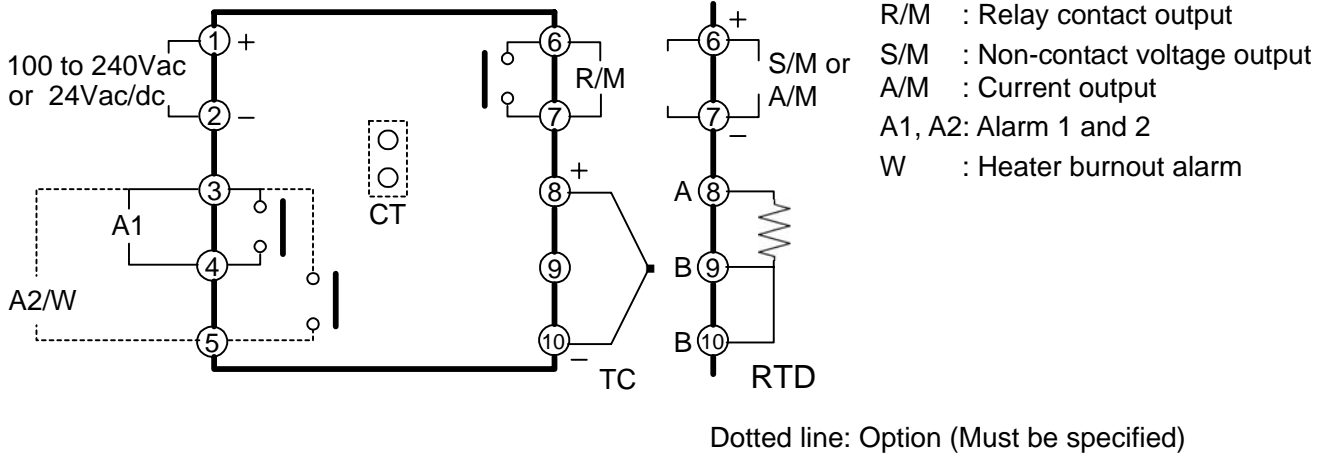 1 +
100 to 240Vac
or 24Vac/dc
2 −
3
A1
4
A2/W
5
CT
6
R/M
7
+
8
9
10
−
TC
+
6
S/M or
A/M
7
−
A 8
B 9
B 10
RTD
R/M : Relay contact output
S/M : Non-contact voltage output
A/M : Current output
A1, A2: Alarm 1 and 2
W : Heater burnout alarm
Dotted line: Option (Must be specified)